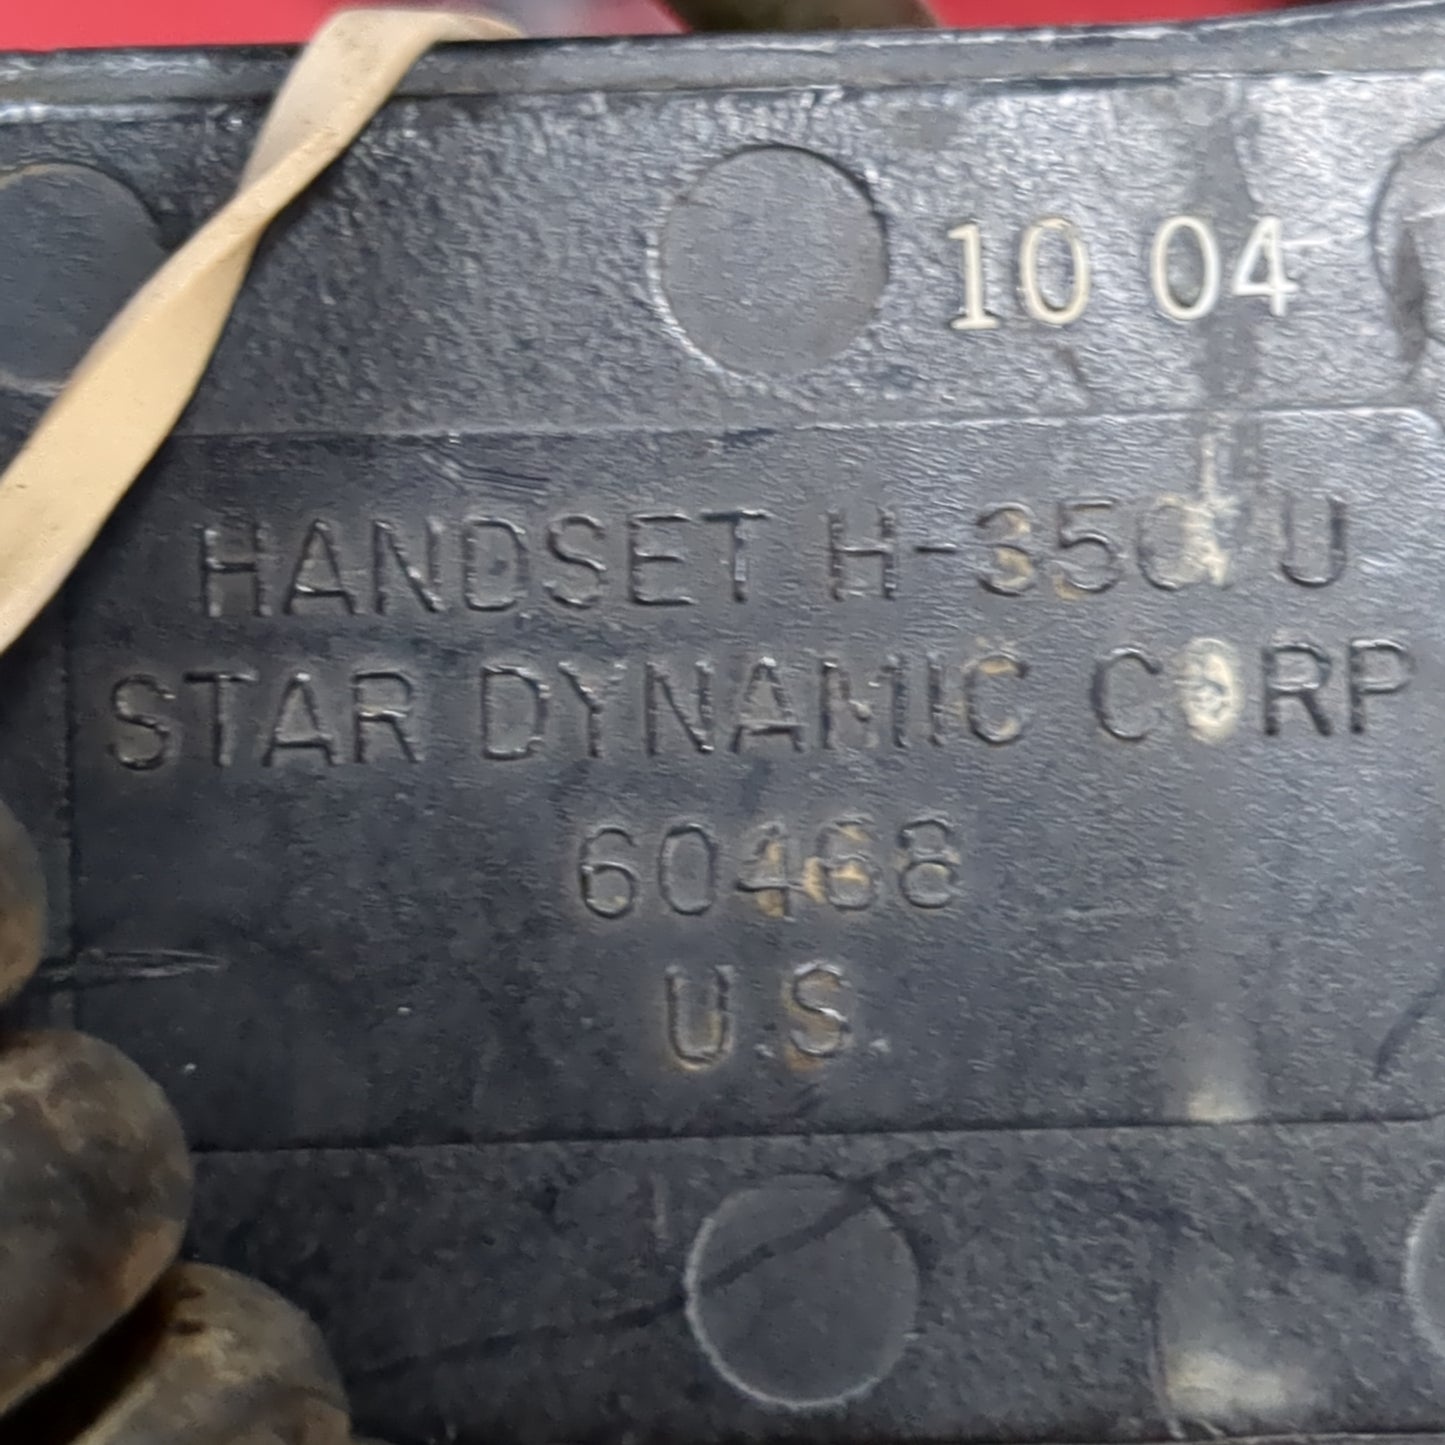 10 04
HANDSET H-350/U
STAR DYNAMIC CORP
60468
U.S.